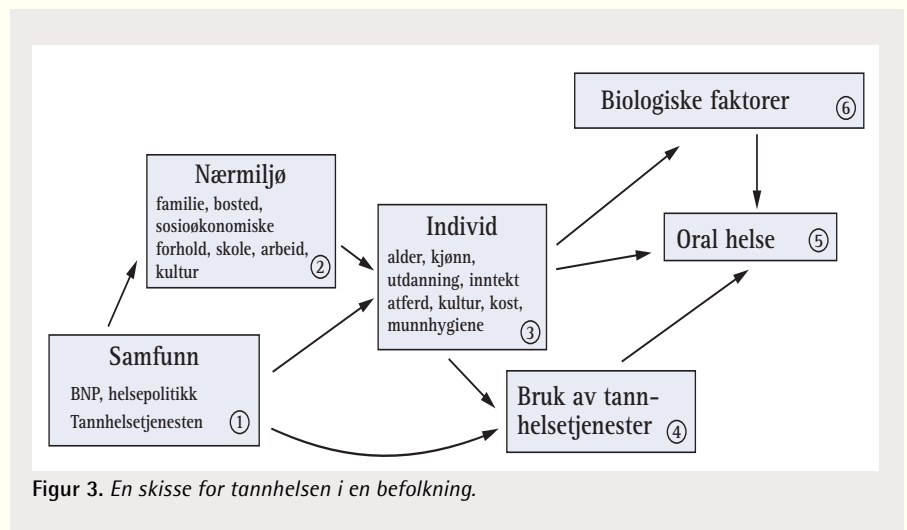 Biologiske faktorer
6
Nærmiljø
familie, bosted,
sosioøkonomiske
forhold, skole, arbeid,
kultur
2
Individ
alder, kjønn,
utdanning, inntekt
atferd, kultur, kost,
munnhygiene
3
Oral helse
5
Samfunn
BNP, helsepolitikk
Tannhelsetjenesten
1
Bruk av tann-
helsetjenester
4
Figur 3. En skisse for tannhelsen i en befolkning.